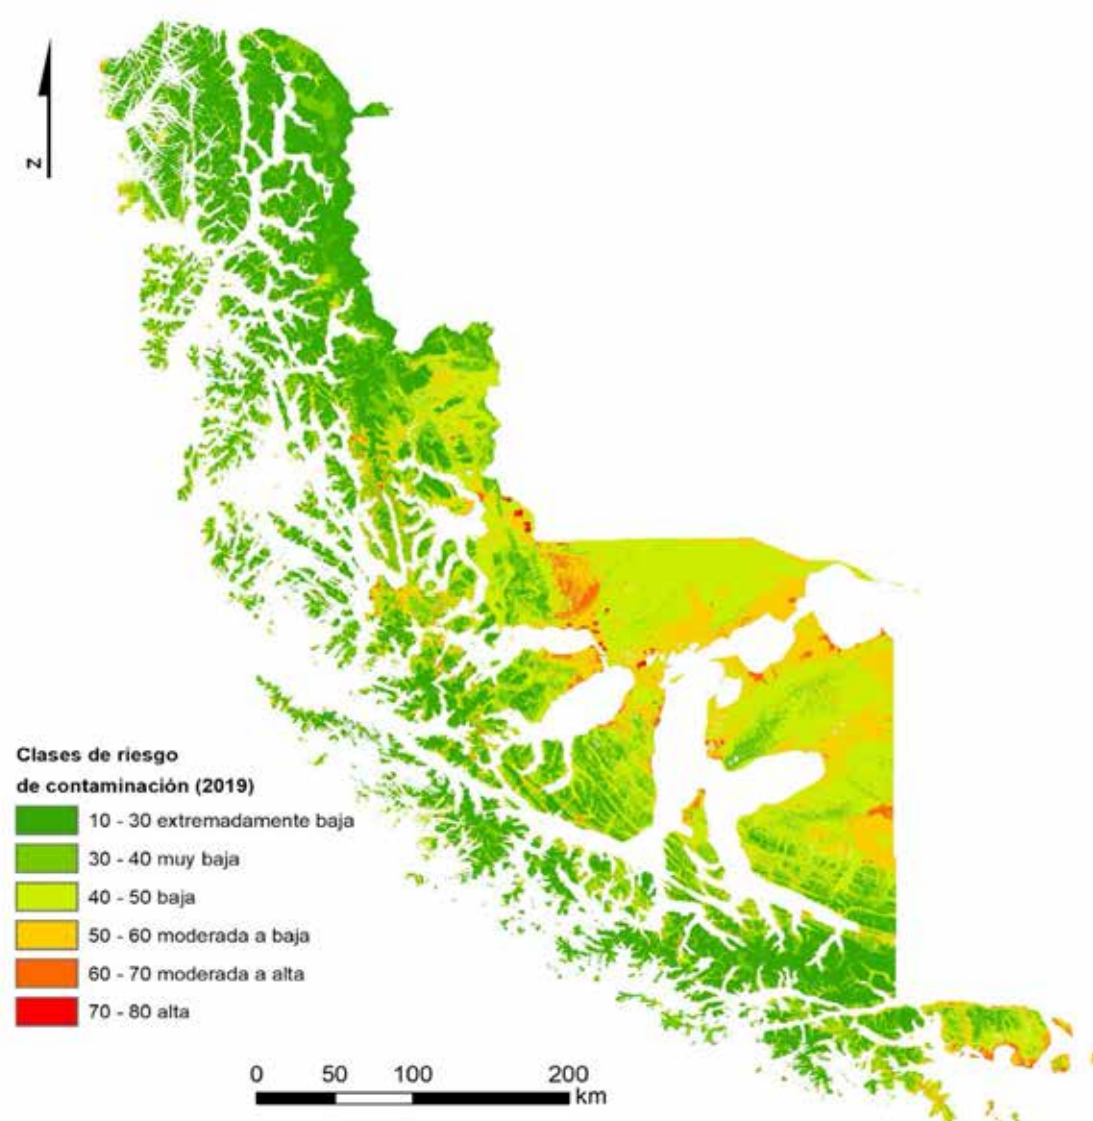 N
Clases de riesgo
de contaminación (2019)
10 - 30 extremadamente baja
30 - 40 muy baja
40 - 50 baja
50 - 60 moderada a baja
60 - 70 moderada a alta
70 - 80 alta
0 50 100 200
km